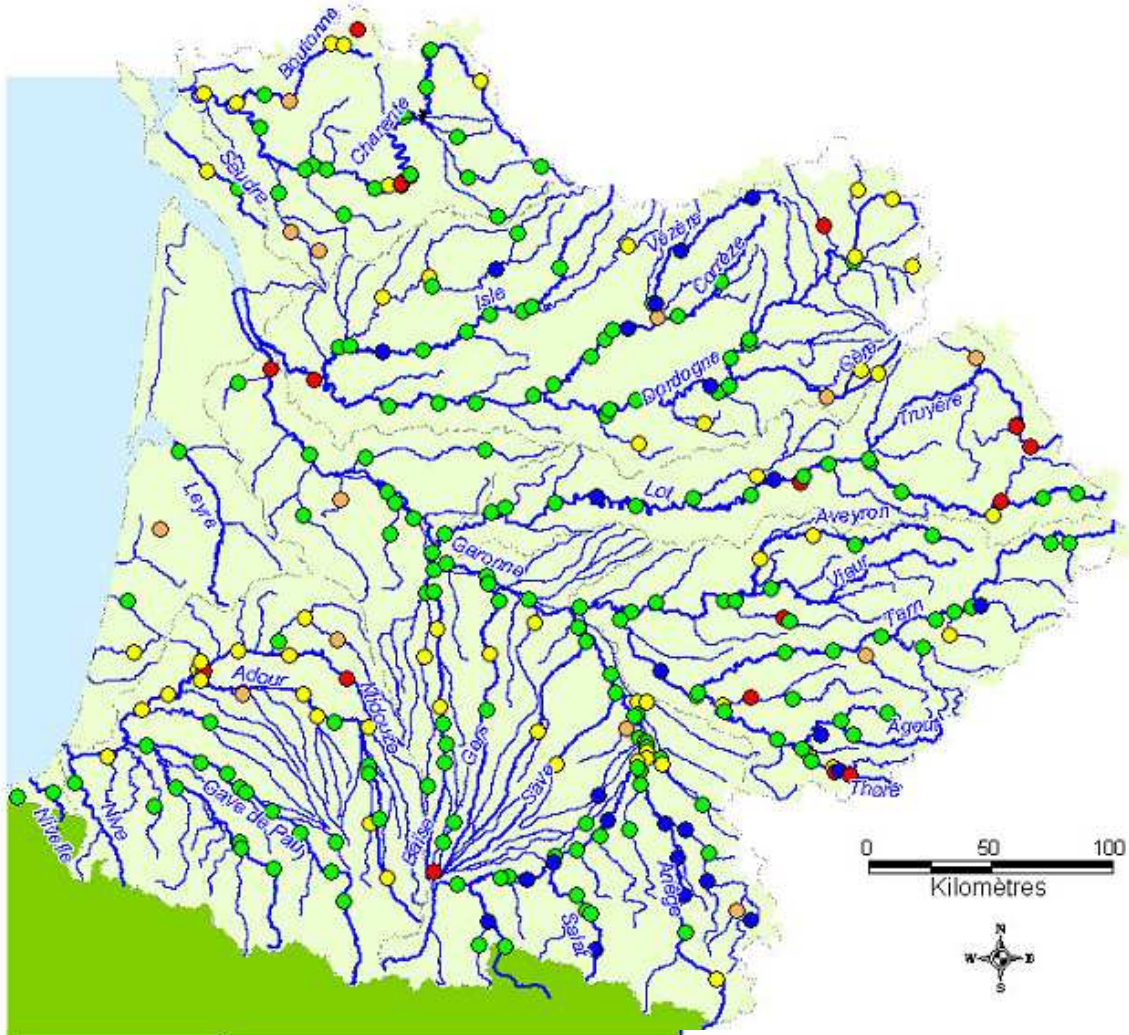 Boutonne
Charente
Seudre
Vézère
Corrèze
Isle
Dordogne
Cère
Truyère
Leyre
Lot
Aveyron
Garonne
Viaur
Tarn
Adour
Midouze
Gers
Agout
Save
Thoré
Gave de Pau
Nive
Nivelle
Baïse
Ariège
Salat
0 50 100
Kilomètres
N
W E
S